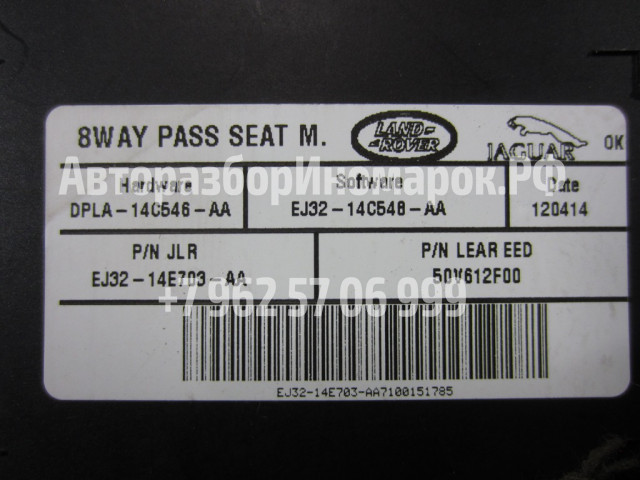 8WAY PASS SEAT M.
LAND-
-ROVER
JAGUAR
OK
АвторазборИномарок.РФ
Hardware
Software
Date
DPLA-14C546-AA
EJ32-14C548-AA
120414
P/N JLR
P/N LEAR EED
EJ32-14E703-AA
50V612F00
+7 962 57 06 999
EJ32-14E703-AA7100151785